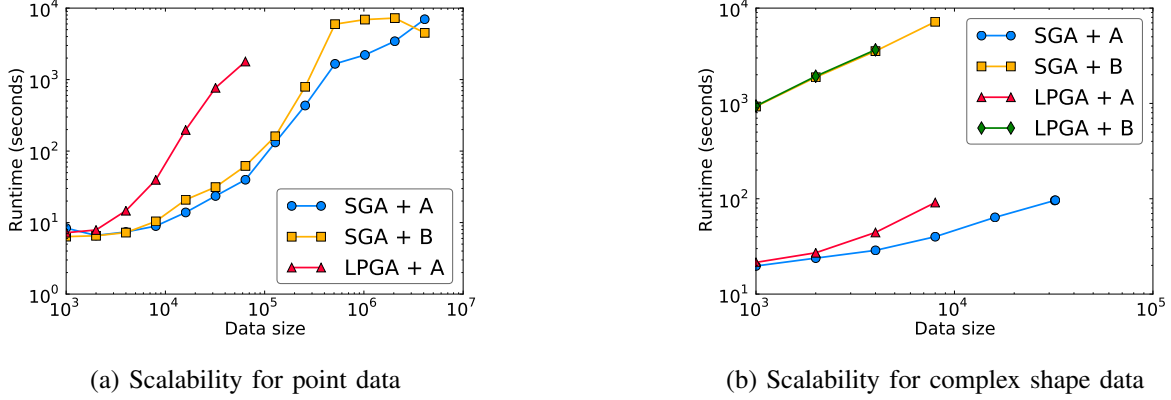 10^4
10^3
10^2
10^1
10^0
Runtime (seconds)
10^3 10^4 10^5 10^6 10^7
Data size
SGA + A
SGA + B
LPGA + A
(a) Scalability for point data
10^4
10^3
10^2
10^1
Runtime (seconds)
10^3 10^4 10^5
Data size
SGA + A
SGA + B
LPGA + A
LPGA + B
(b) Scalability for complex shape data